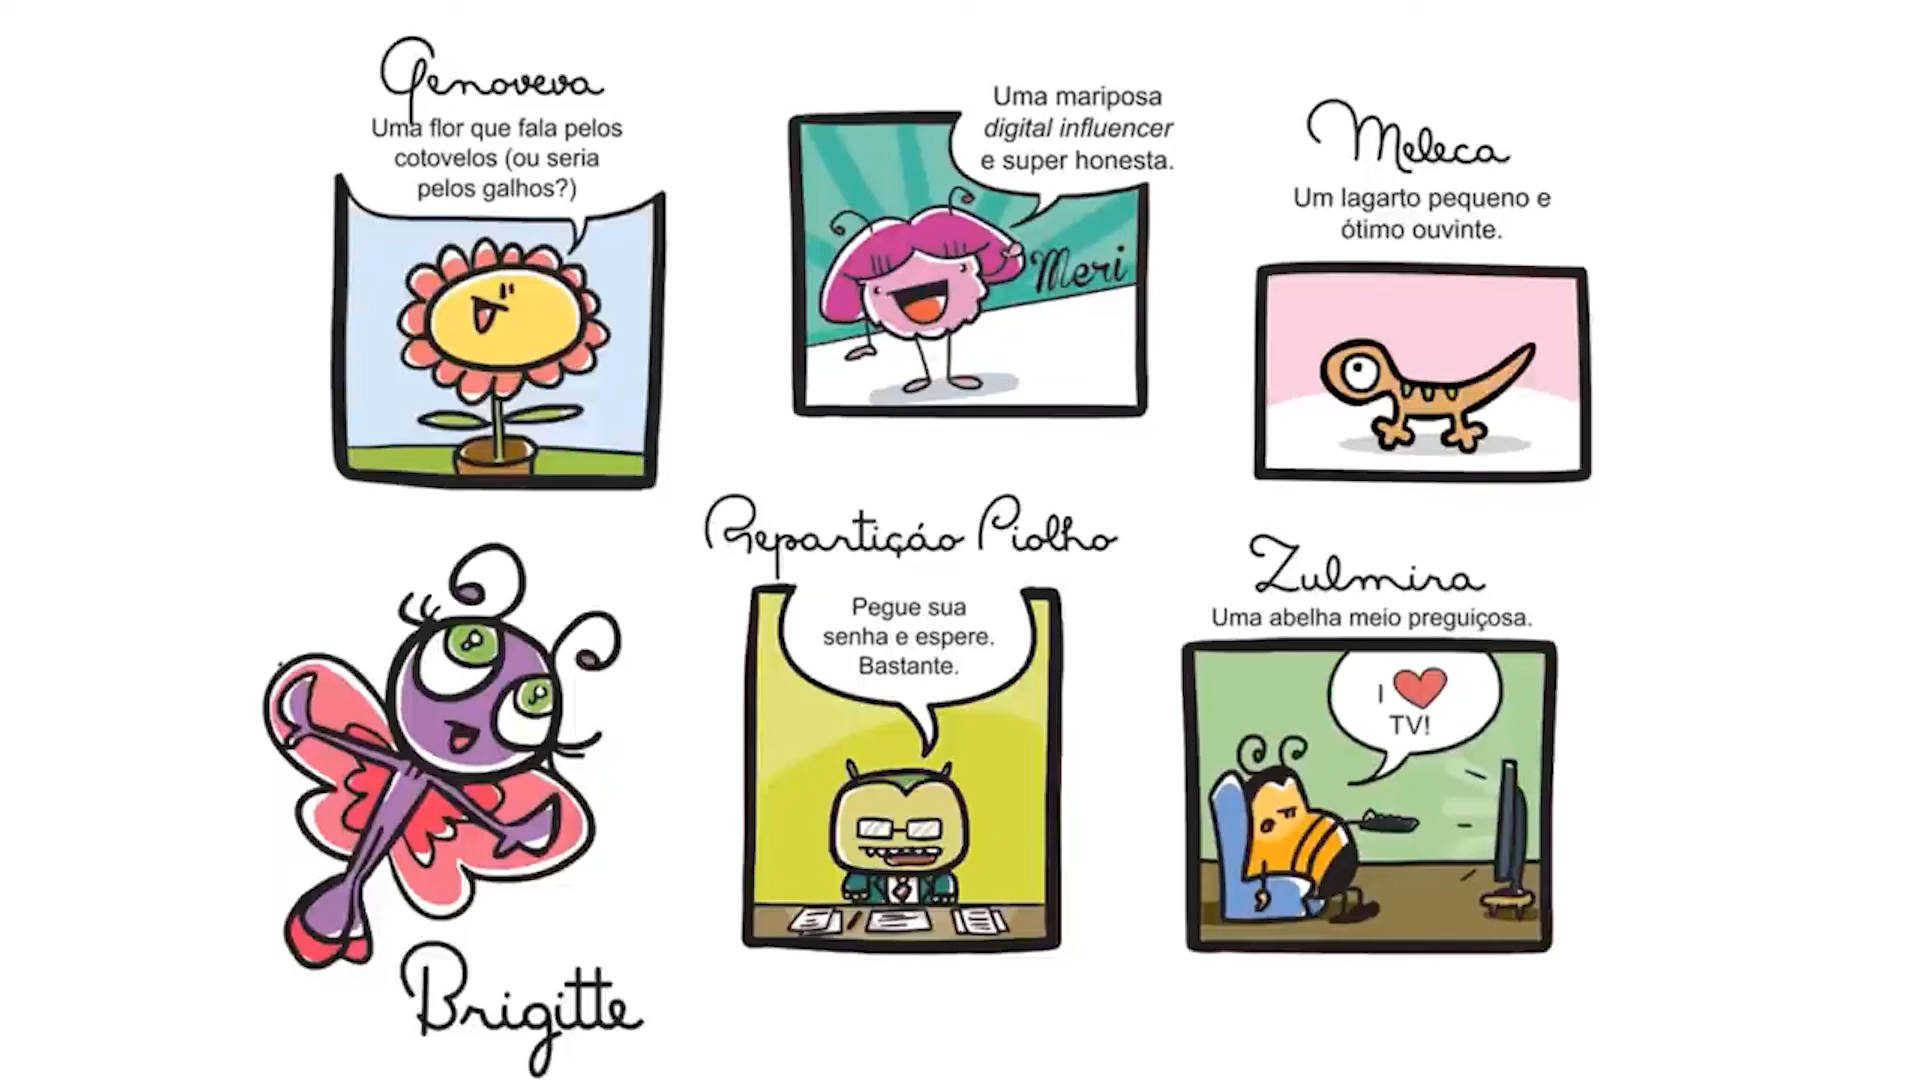 Genoveva
Uma flor que fala pelos
cotovelos (ou seria
pelos galhos?)
Uma mariposa
digital influencer
e super honesta.
Meri
Meleca
Um lagarto pequeno e
ótimo ouvinte.
Brigitte
Repartição Piolho
Pegue sua
senha e espere.
Bastante.
Zulmira
Uma abelha meio preguiçosa.
I ❤
TV!